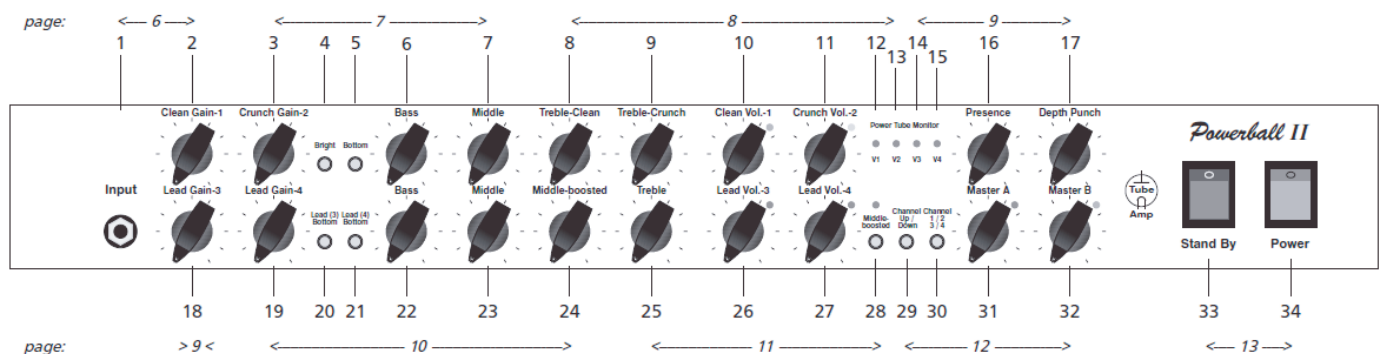 page: <— 6 —> <——— 7 ———> <——— 8 ———> <——— 9 ———>
1 2 3 4 5 6 7 8 9 10 11 12 14 16 17
13 15
Clean Gain-1 Crunch Gain-2 Bass Middle Treble-Clean Treble-Crunch Clean Vol.-1 Crunch Vol.-2 Presence Depth Punch
Power Tube Monitor
Powerball II
Bright Bottom
V1 V2 V3 V4
Input Lead Gain-3 Lead Gain-4 Bass Middle Middle-boosted Treble Lead Vol.-3 Lead Vol.-4 Master A Master B
Tube
Amp
Lead (3) Bottom
Lead (4) Bottom
Middle-boosted
Channel Up / Down
Channel 1 / 2 3 / 4
Stand By Power
18 19 20 21 22 23 24 25 26 27 28 29 30 31 32 33 34
page: > 9 < <——— 10 ———> <——— 11 ———> <——— 12 ———> <— 13 —>